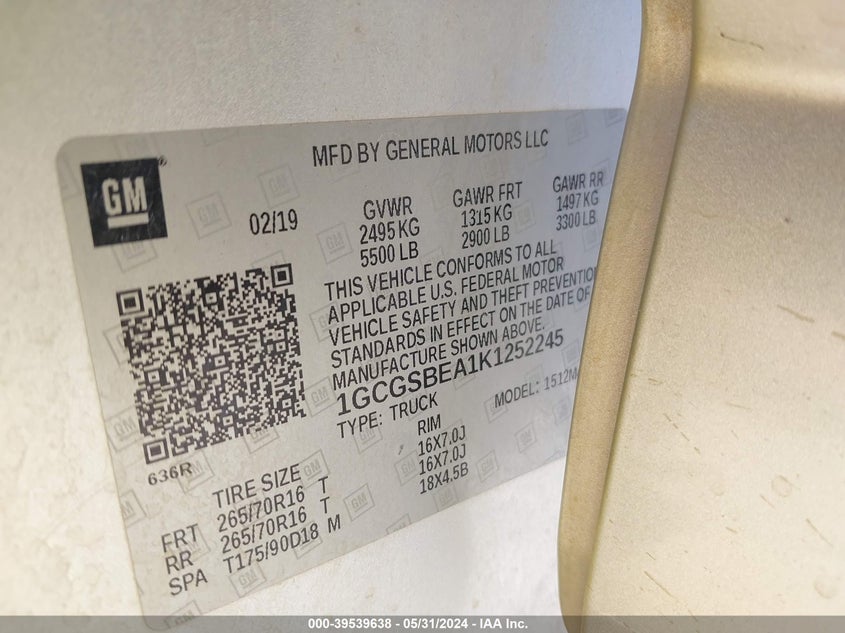 GM ®
MFD BY GENERAL MOTORS LLC
02/19
GVWR GAWR FRT GAWR RR
2495 KG 1315 KG 1497 KG
5500 LB 2900 LB 3300 LB
THIS VEHICLE CONFORMS TO ALL
APPLICABLE U.S. FEDERAL MOTOR
VEHICLE SAFETY AND THEFT PREVENTION
STANDARDS IN EFFECT ON THE DATE OF
MANUFACTURE SHOWN ABOVE.
1GCGSBEA1K1252245
TYPE: TRUCK MODEL: 1512M
636R
TIRE SIZE RIM
FRT 265/70R16 T 16X7.0J
RR 265/70R16 T 16X7.0J
SPA T175/90D18 M 18X4.5B
000-39539638 - 05/31/2024 - IAA Inc.